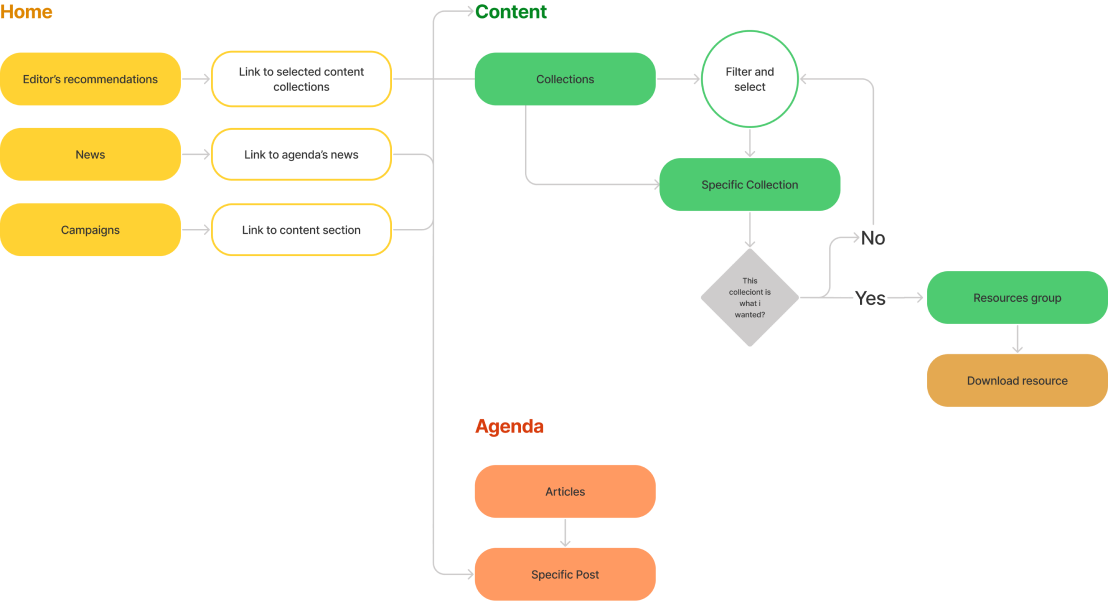 Home
Editor's recommendations
Link to selected content
collections
News
Link to agenda's news
Campaigns
Link to content section
Content
Collections
Filter and
select
Specific Collection
This
colleciont is
what i
wanted?
No
Yes
Resources group
Download resource
Agenda
Articles
Specific Post